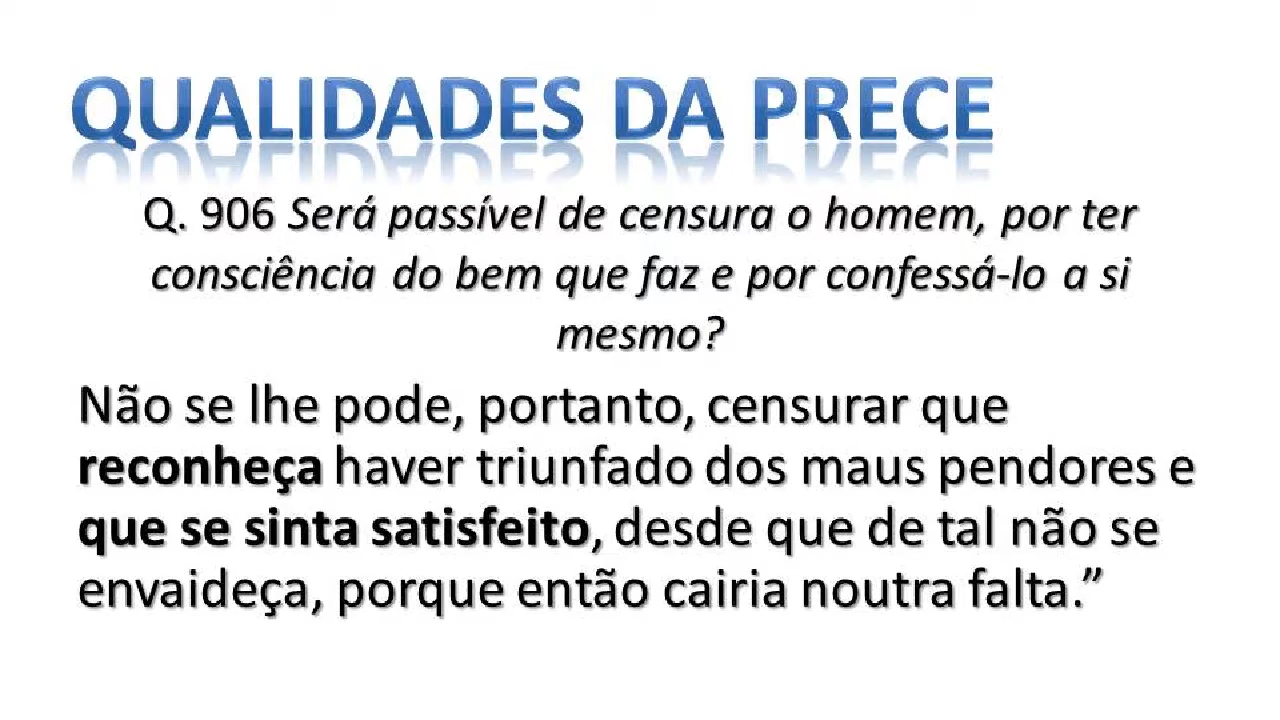 QUALIDADES DA PRECE
Q. 906 Será passível de censura o homem, por ter
consciência do bem que faz e por confessá-lo a si
mesmo?
Não se lhe pode, portanto, censurar que
reconheça haver triunfado dos maus pendores e
que se sinta satisfeito, desde que de tal não se
envaideça, porque então cairia noutra falta.”